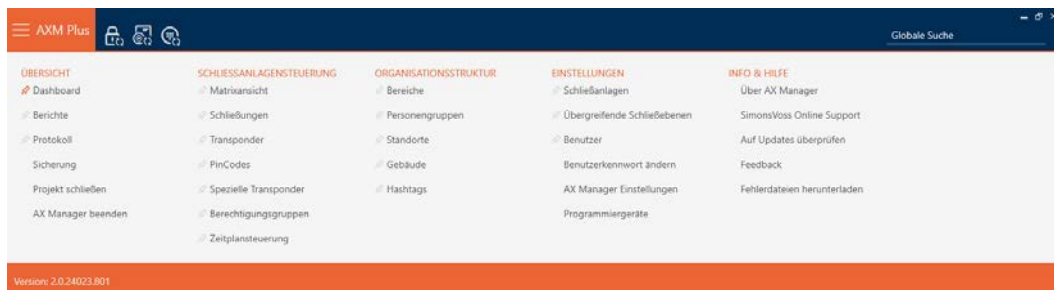 AXM Plus
Globale Suche
ÜBERSICHT
Dashboard
Berichte
Protokoll
Sicherung
Projekt schließen
AX Manager beenden
SCHLIESSANLAGENSTEUERUNG
Matrixansicht
Schließungen
Transponder
PinCodes
Spezielle Transponder
Berechtigungsgruppen
Zeitplansteuerung
ORGANISATIONSSTRUKTUR
Bereiche
Personengruppen
Standorte
Gebäude
Hashtags
EINSTELLUNGEN
Schließanlagen
Übergreifende Schließebenen
Benutzer
Benutzerkennwort ändern
AX Manager Einstellungen
Programmiergeräte
INFO & HILFE
Über AX Manager
SimonsVoss Online Support
Auf Updates überprüfen
Feedback
Fehlerdateien herunterladen
Version: 2.0.24023.801